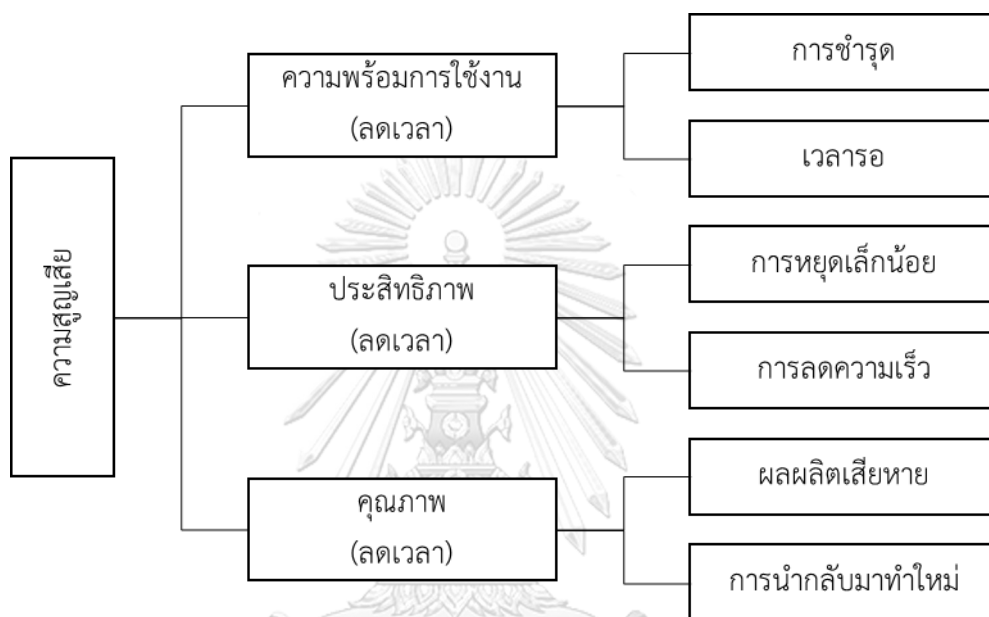 ความสูญเสีย
ความพร้อมการใช้งาน
(ลดเวลา)
การชำรุด
เวลารอ
ประสิทธิภาพ
(ลดเวลา)
การหยุดเล็กน้อย
การลดความเร็ว
คุณภาพ
(ลดเวลา)
ผลผลิตเสียหาย
การนำกลับมาทำใหม่